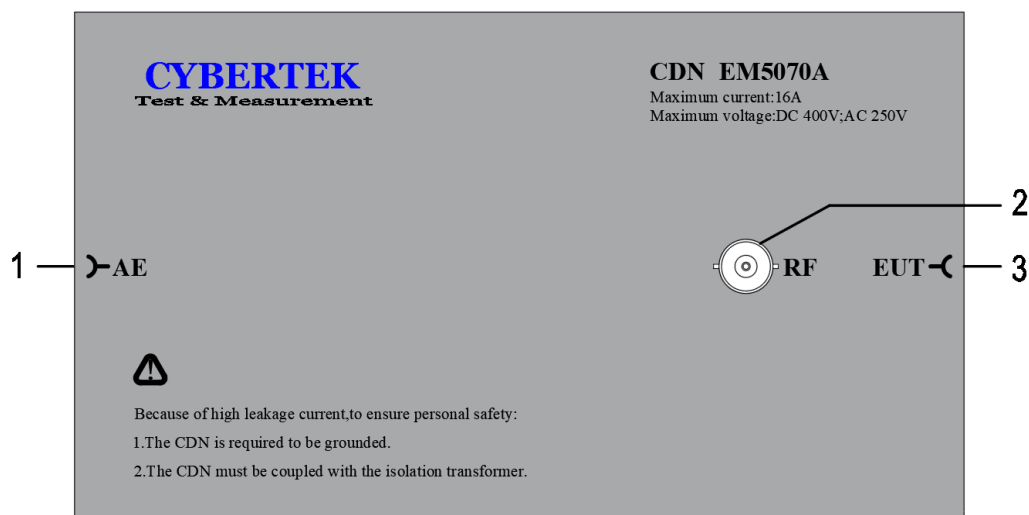 CYBERTEK
Test & Measurement
CDN EM5070A
Maximum current:16A
Maximum voltage:DC 400V;AC 250V
2
1
AE
RF
EUT
3
Because of high leakage current,to ensure personal safety:
1.The CDN is required to be grounded.
2.The CDN must be coupled with the isolation transformer.